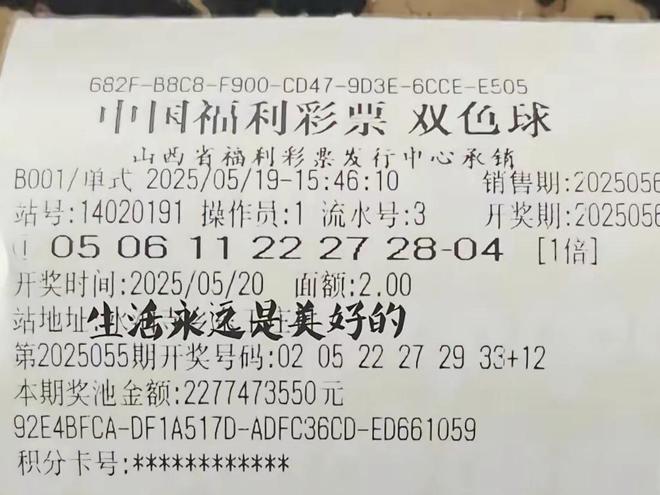 682F-B8C8-F900-CD47-9D3E-6CCE-E505
中国福利彩票 双色球
山西省福利彩票发行中心承销
B001/单式 2025/05/19-15:46:10 销售期:2025056
站号:14020191 操作员:1 流水号:3 开奖期:2025056
05 06 11 22 27 28-04 [1倍]
开奖时间:2025/05/20 面额:2.00
站地址
生活永远是美好的
第2025055期开奖号码:02 05 22 27 29 33+12
本期奖池金额:2277473550元
92E4BFCA-DF1A517D-ADFC36CD-ED661059
积分卡号:************